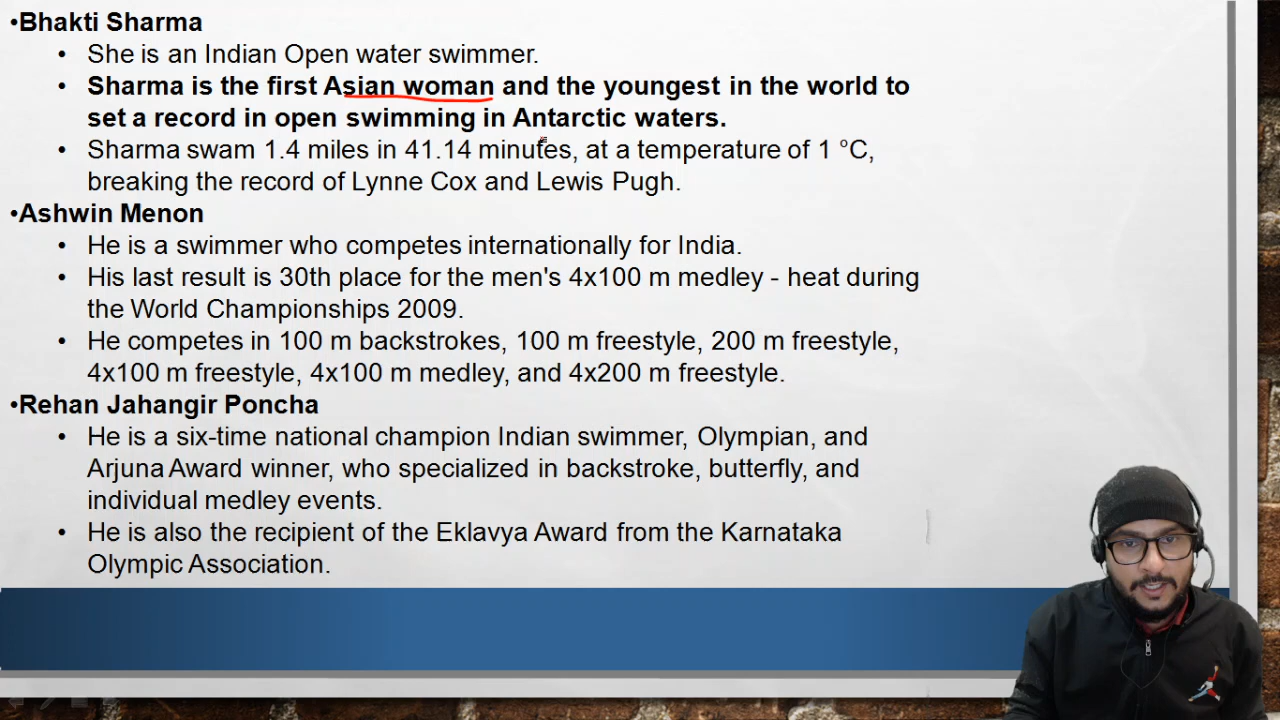 •Bhakti Sharma
• She is an Indian Open water swimmer.
• Sharma is the first Asian woman and the youngest in the world to
set a record in open swimming in Antarctic waters.
• Sharma swam 1.4 miles in 41.14 minutes, at a temperature of 1 °C,
breaking the record of Lynne Cox and Lewis Pugh.
•Ashwin Menon
• He is a swimmer who competes internationally for India.
• His last result is 30th place for the men's 4x100 m medley - heat during
the World Championships 2009.
• He competes in 100 m backstrokes, 100 m freestyle, 200 m freestyle,
4x100 m freestyle, 4x100 m medley, and 4x200 m freestyle.
•Rehan Jahangir Poncha
• He is a six-time national champion Indian swimmer, Olympian, and
Arjuna Award winner, who specialized in backstroke, butterfly, and
individual medley events.
• He is also the recipient of the Eklavya Award from the Karnataka
Olympic Association.